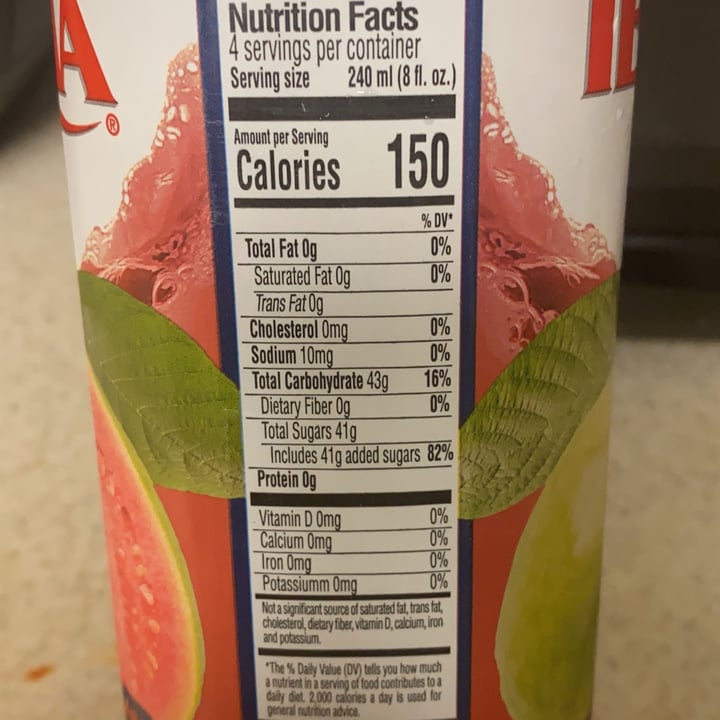 A®
Nutrition Facts
4 servings per container
Serving size 240 ml (8 fl. oz.)
Amount per Serving
Calories 150
% DV*
Total Fat 0g 0%
Saturated Fat 0g 0%
Trans Fat 0g
Cholesterol 0mg 0%
Sodium 10mg 0%
Total Carbohydrate 43g 16%
Dietary Fiber 0g 0%
Total Sugars 41g
Includes 41g added sugars 82%
Protein 0g
Vitamin D 0mg 0%
Calcium 0mg 0%
Iron 0mg 0%
Potassiumm 0mg 0%
Not a significant source of saturated fat, trans fat,
cholesterol, dietary fiber, vitamin D, calcium, iron
and potassium.
*The % Daily Value (DV) tells you how much
a nutrient in a serving of food contributes to a
daily diet. 2,000 calories a day is used for
general nutrition advice.